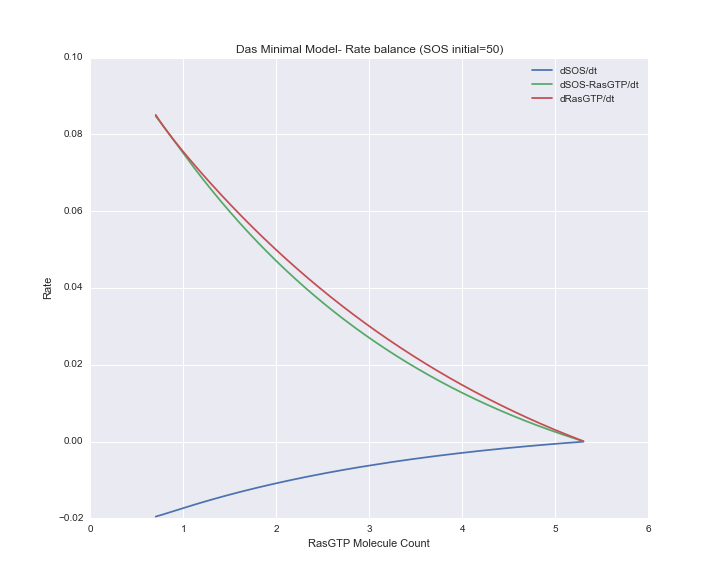 Das Minimal Model- Rate balance (SOS initial=50)
0.10
0.08
0.06
0.04
0.02
0.00
−0.02
Rate
dSOS/dt
dSOS-RasGTP/dt
dRasGTP/dt
0 1 2 3 4 5 6
RasGTP Molecule Count